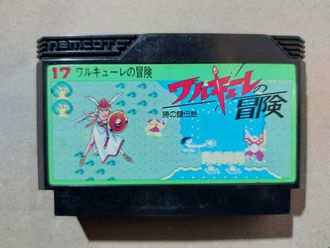 namcot
17 ワルキューレの冒険
ワルキューレの
冒険
時の鍵伝説